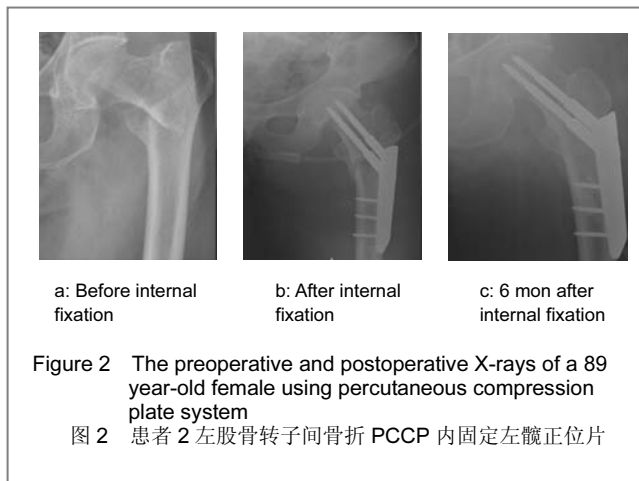 a: Before internal
fixation
b: After internal
fixation
c: 6 mon after
internal fixation
Figure 2 The preoperative and postoperative X-rays of a 89
year-old female using percutaneous compression
plate system
图 2 患者 2 左股骨转子间骨折 PCCP 内固定左髋正位片